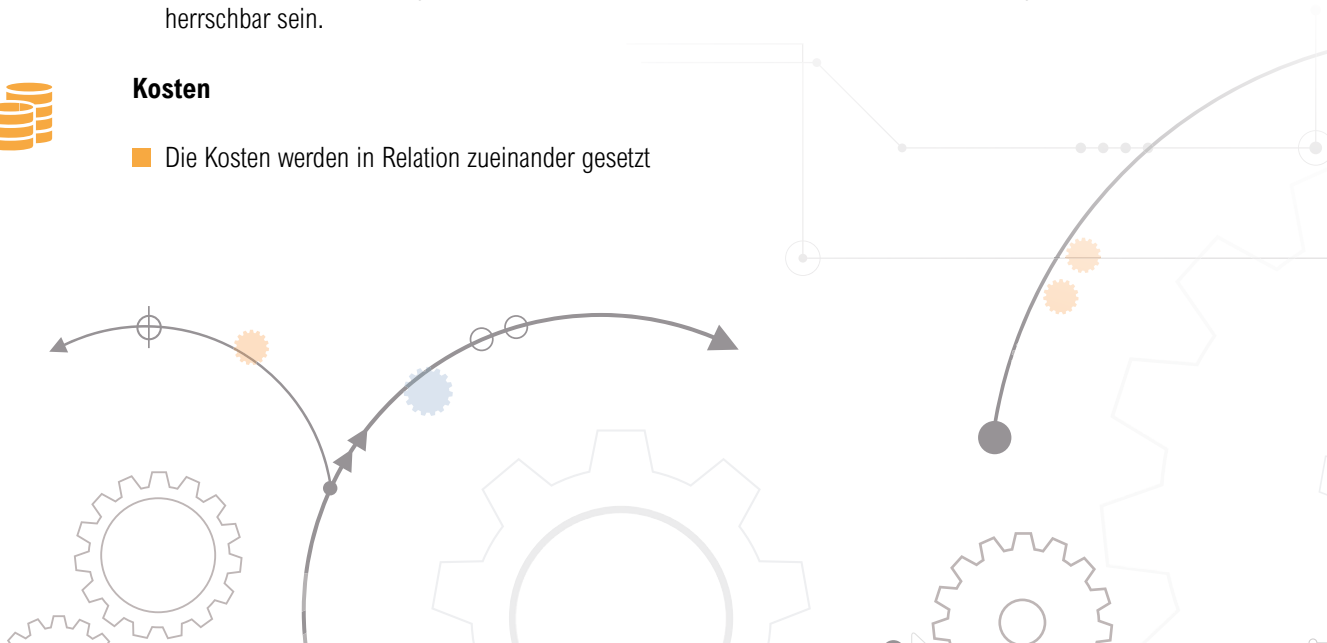 herrschbar sein.
Kosten
Die Kosten werden in Relation zueinander gesetzt